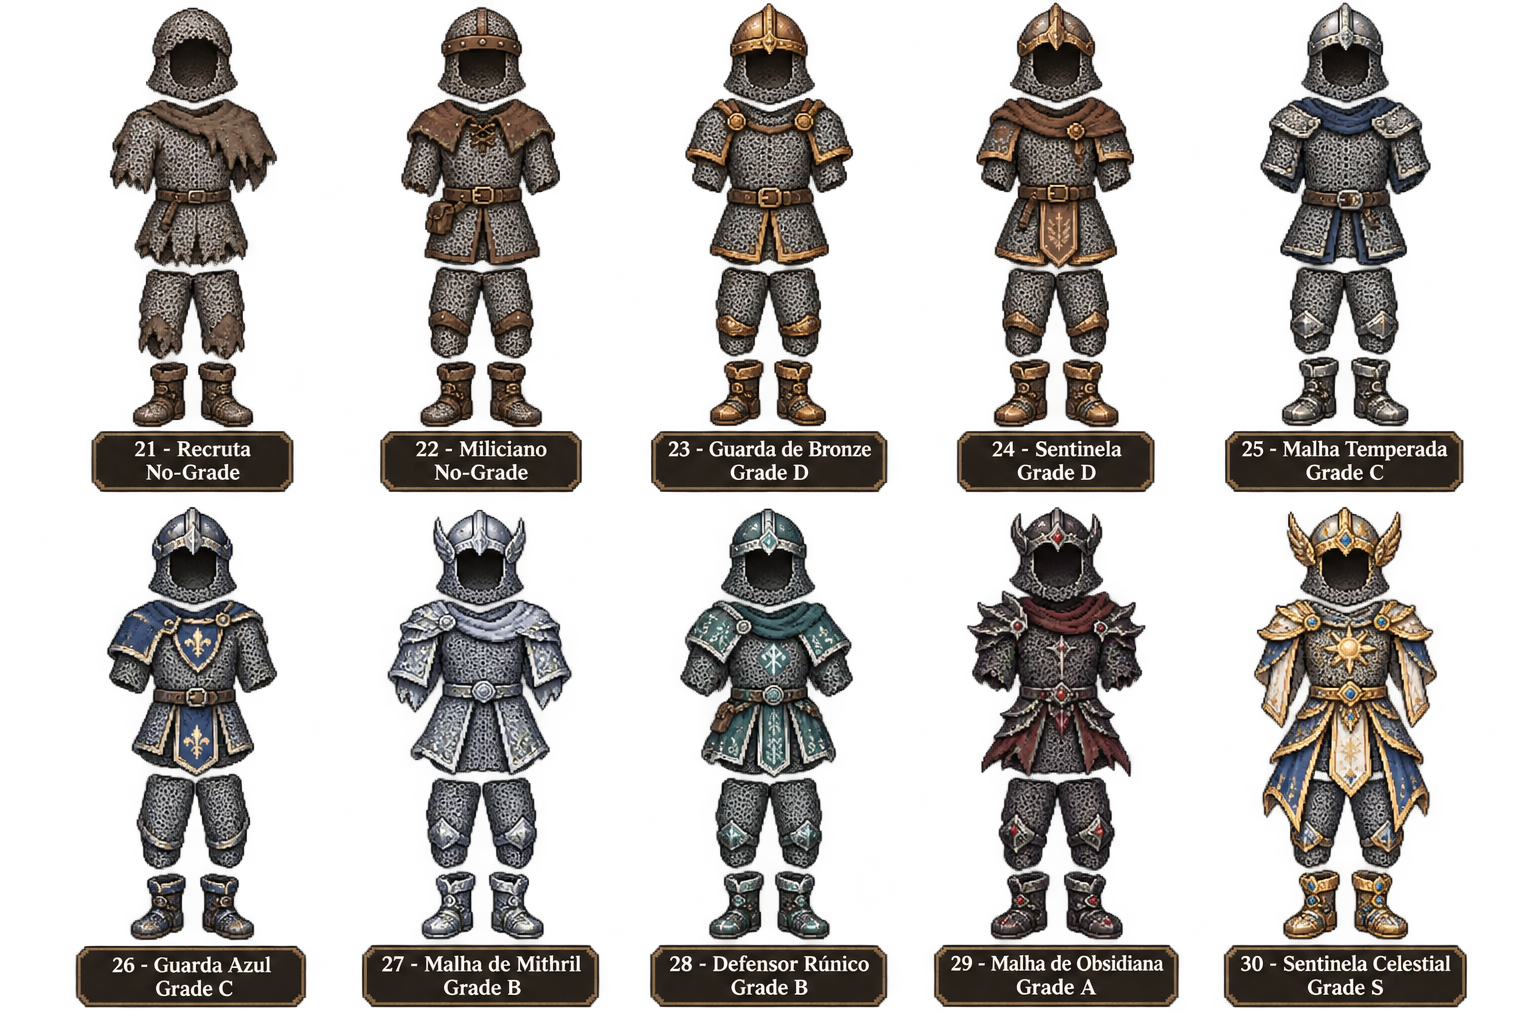 21 - Recruta
No-Grade
22 - Miliciano
No-Grade
23 - Guarda de Bronze
Grade D
24 - Sentinela
Grade D
25 - Malha Temperada
Grade C
26 - Guarda Azul
Grade C
27 - Malha de Mithril
Grade B
28 - Defensor Rúnico
Grade B
29 - Malha de Obsidiana
Grade A
30 - Sentinela Celestial
Grade S